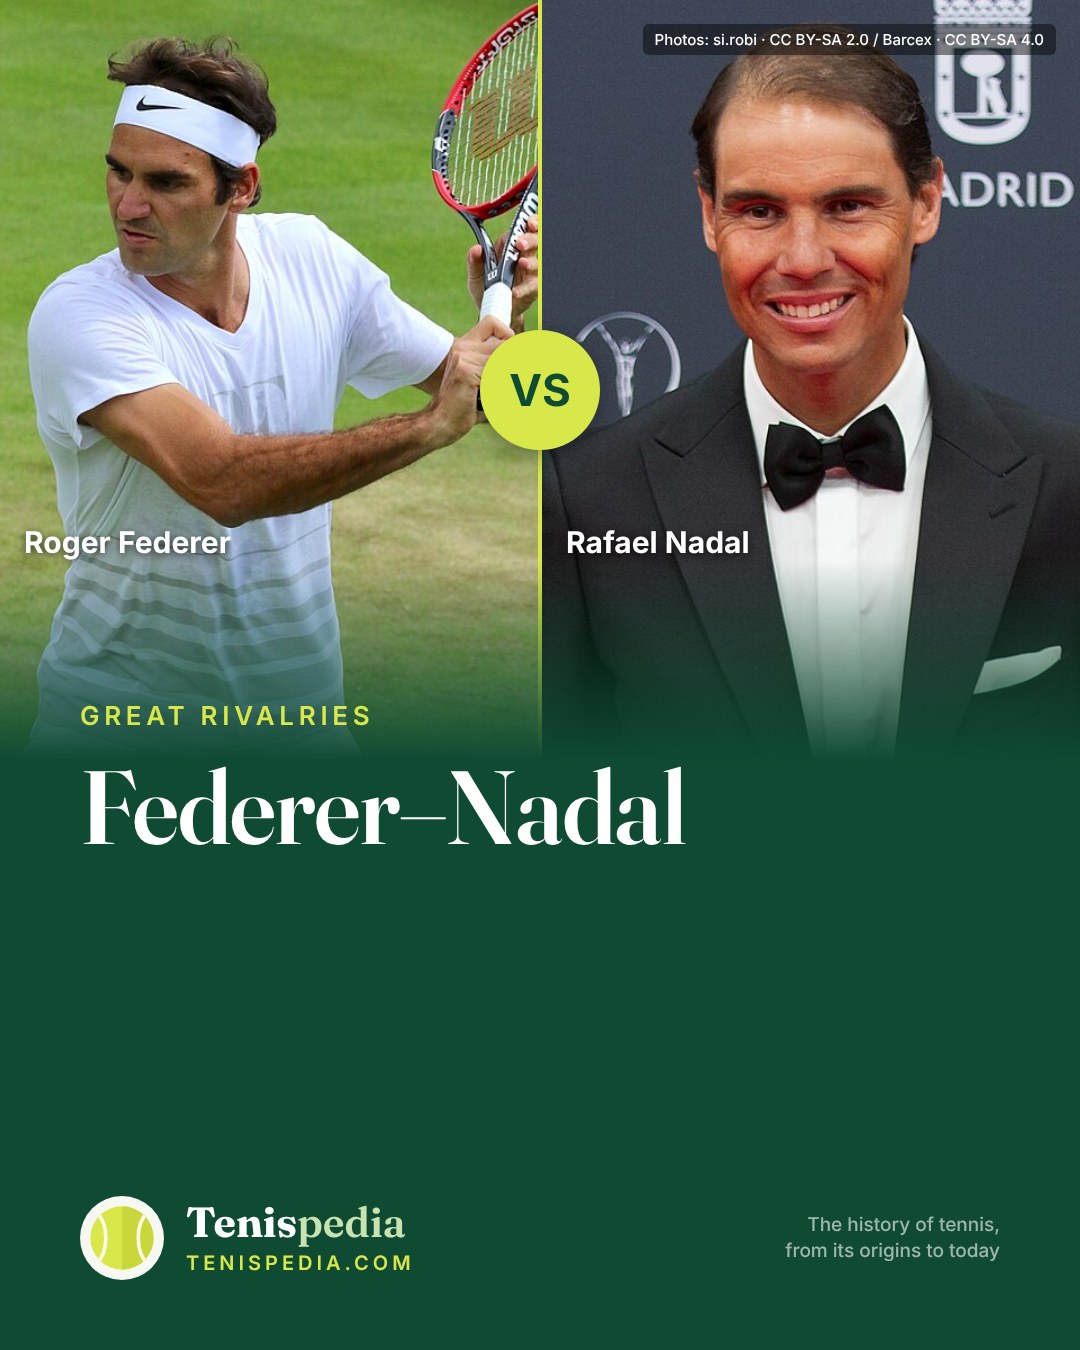 Photos: si.robi · CC BY-SA 2.0 / Barcex · CC BY-SA 4.0
ADRID
Wilson
VS
Roger Federer
Rafael Nadal
GREAT RIVALRIES
Federer–Nadal
Tenispedia
TENISPEDIA.COM
The history of tennis,
from its origins to today